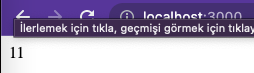 localhost:3000
İlerlemek için tıkla, geçmişi görmek için tıklay
11